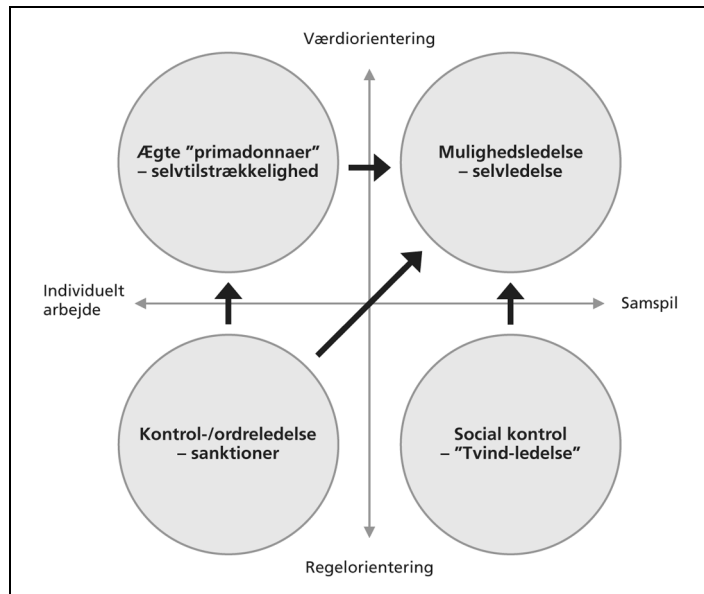 Værdiorientering
Ægte ”primadonnaer”
– selvtilstrækkelighed
Mulighedsledelse
– selvledelse
Individuelt
arbejde
Samspil
Kontrol-/ordreledelse
– sanktioner
Social kontrol
– ”Tvind-ledelse”
Regelorientering